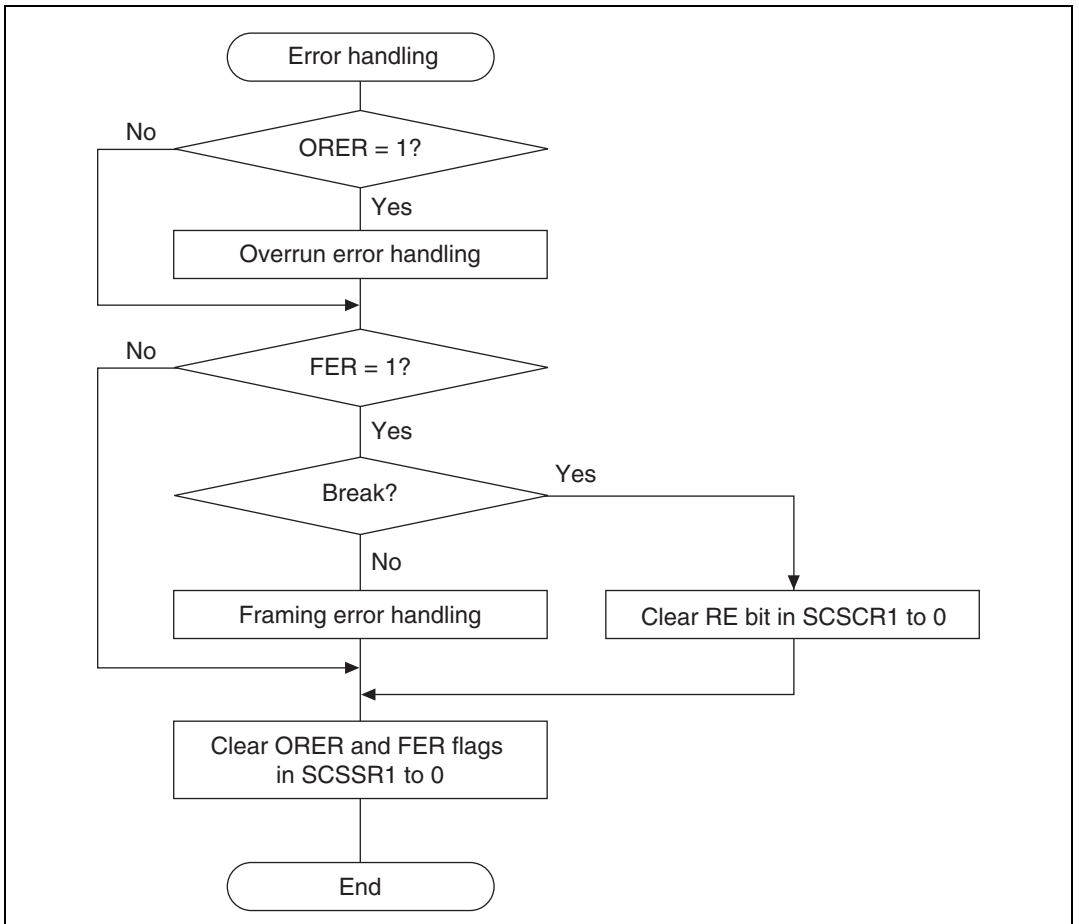 Error handling
No
ORER = 1?
Yes
Overrun error handling
No
FER = 1?
Yes
Yes
Break?
No
Framing error handling
Clear RE bit in SCSCR1 to 0
Clear ORER and FER flags
in SCSSR1 to 0
End